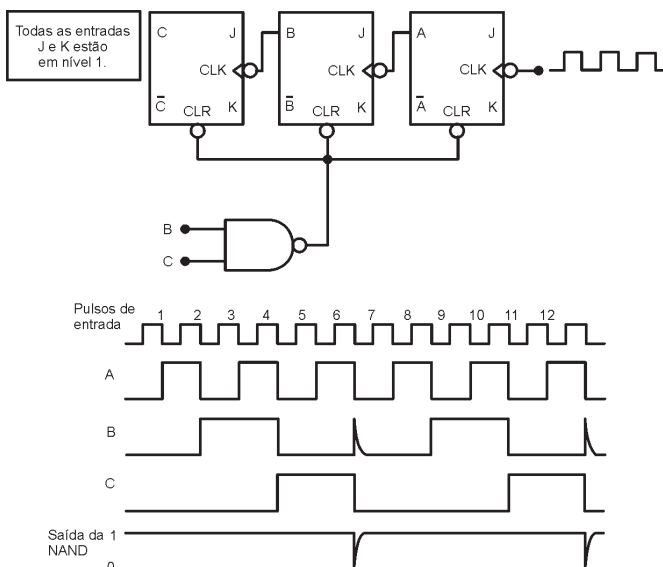 Todas as entradas
J e K estão
em nível 1.
C J B J A J
CLK CLK CLK
C̅ CLR K B̅ CLR K A̅ CLR K
B
C
Pulsos de
entrada
1 2 3 4 5 6 7 8 9 10 11 12
A
B
C
Saída da 1
NAND
0